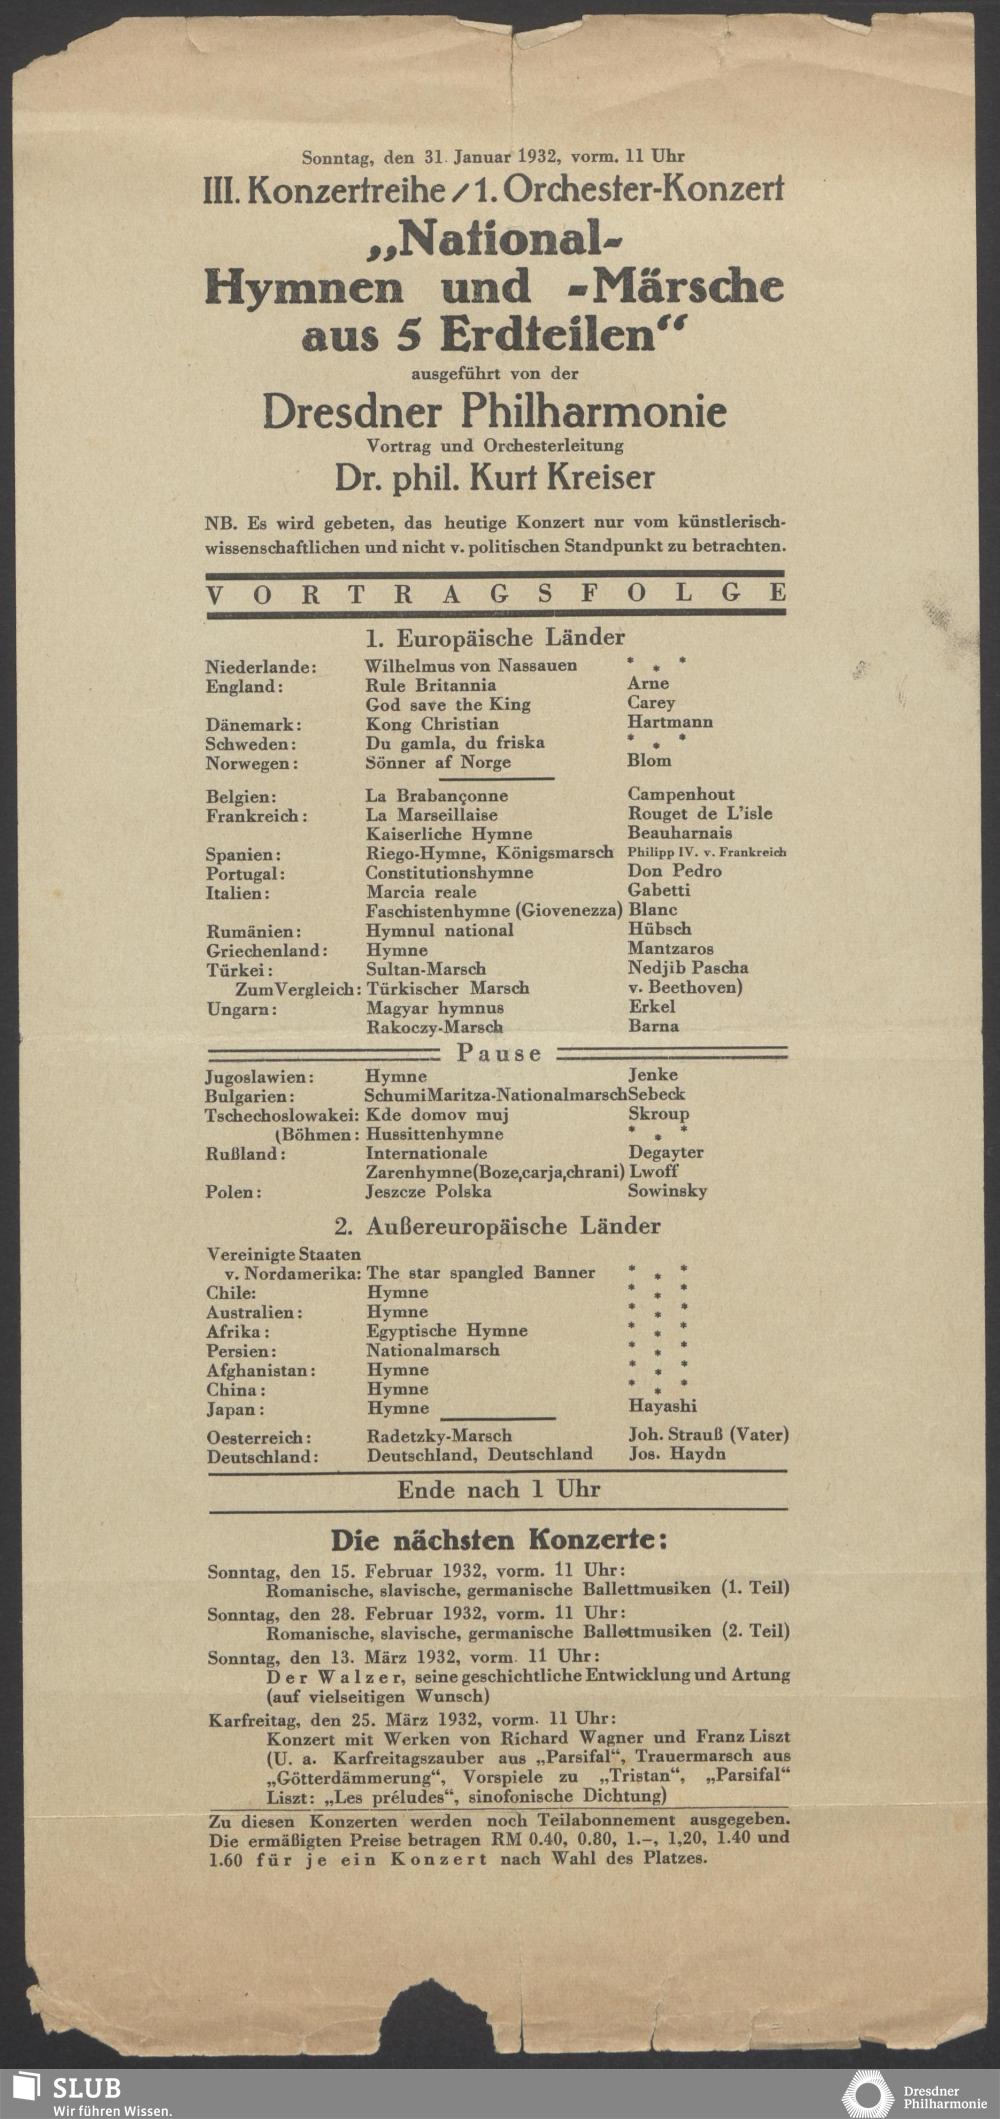 Sonntag, den 31. Januar 1932, vorm. 11 Uhr
III. Konzertreihe / 1. Orchester-Konzert
„National-
Hymnen und -Märsche
aus 5 Erdteilen“
ausgeführt von der
Dresdner Philharmonie
Vortrag und Orchesterleitung
Dr. phil. Kurt Kreiser
NB. Es wird gebeten, das heutige Konzert nur vom künstlerisch-
wissenschaftlichen und nicht v. politischen Standpunkt zu betrachten.
VORTRAGSFOLGE
1. Europäische Länder
Niederlande: Wilhelmus von Nassauen * * *
England: Rule Britannia Arne
God save the King Carey
Dänemark: Kong Christian Hartmann
Schweden: Du gamla, du friska * * *
Norwegen: Sönner af Norge Blom
Belgien: La Brabançonne Campenhout
Frankreich: La Marseillaise Rouget de L'isle
Kaiserliche Hymne Beauharnais
Spanien: Riego-Hymne, Königsmarsch Philipp IV. v. Frankreich
Portugal: Constitutionshymne Don Pedro
Italien: Marcia reale Gabetti
Faschistenhymne (Giovenezza) Blanc
Rumänien: Hymnul national Hübsch
Griechenland: Hymne Mantzaros
Türkei: Sultan-Marsch Nedjib Pascha
Zum Vergleich: Türkischer Marsch v. Beethoven)
Ungarn: Magyar hymnus Erkel
Rakoczy-Marsch Barna
Pause
Jugoslawien: Hymne Jenke
Bulgarien: Schumi Maritza-Nationalmarsch Sebeck
Tschechoslowakei: Kde domov muj Skroup
(Böhmen: Hussitenhymne * * *
Rußland: Internationale Degayter
Zarenhymne (Boze, carja, chrani) Lwoff
Polen: Jeszcze Polska Sowinsky
2. Außereuropäische Länder
Vereinigte Staaten
v. Nordamerika: The star spangled Banner * * *
Chile: Hymne * * *
Australien: Hymne * * *
Afrika: Egyptische Hymne * * *
Persien: Nationalmarsch * * *
Afghanistan: Hymne * * *
China: Hymne * * *
Japan: Hymne Hayashi
Oesterreich: Radetzky-Marsch Joh. Strauß (Vater)
Deutschland: Deutschland, Deutschland Jos. Haydn
Ende nach 1 Uhr
Die nächsten Konzerte:
Sonntag, den 15. Februar 1932, vorm. 11 Uhr:
Romanische, slavische, germanische Ballettmusiken (1. Teil)
Sonntag, den 28. Februar 1932, vorm. 11 Uhr:
Romanische, slavische, germanische Ballettmusiken (2. Teil)
Sonntag, den 13. März 1932, vorm. 11 Uhr:
Der Walzer, seine geschichtliche Entwicklung und Artung
(auf vielseitigen Wunsch)
Karfreitag, den 25. März 1932, vorm. 11 Uhr:
Konzert mit Werken von Richard Wagner und Franz Liszt
(U. a. Karfreitagszauber aus „Parsifal“, Trauermarsch aus
„Götterdämmerung“, Vorspiele zu „Tristan“, „Parsifal“
Liszt: „Les préludes“, sinofonische Dichtung)
Zu diesen Konzerten werden noch Teilabonnement ausgegeben.
Die ermäßigten Preise betragen RM 0.40, 0.80, 1.–, 1,20, 1.40 und
1.60 für je ein Konzert nach Wahl des Platzes.
SLUB
Wir führen Wissen.
Dresdner
Philharmonie